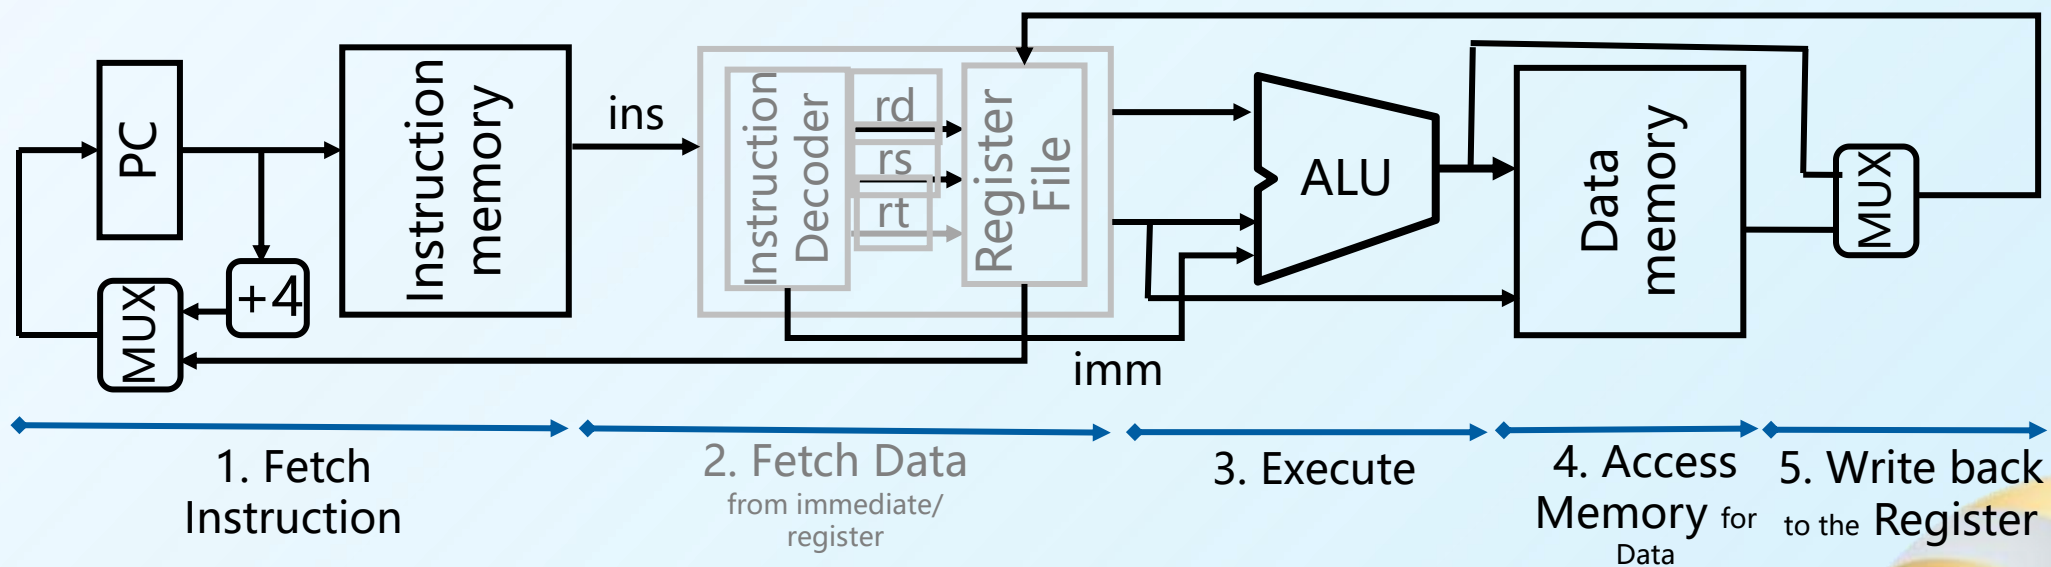 PC
+4
MUX
Instruction
memory
ins
Instruction
Decoder
rd
rs
rt
Register
File
imm
ALU
Data
memory
MUX
1. Fetch
Instruction
2. Fetch Data
from immediate/
register
3. Execute
4. Access
Memory for
Data
5. Write back
to the Register